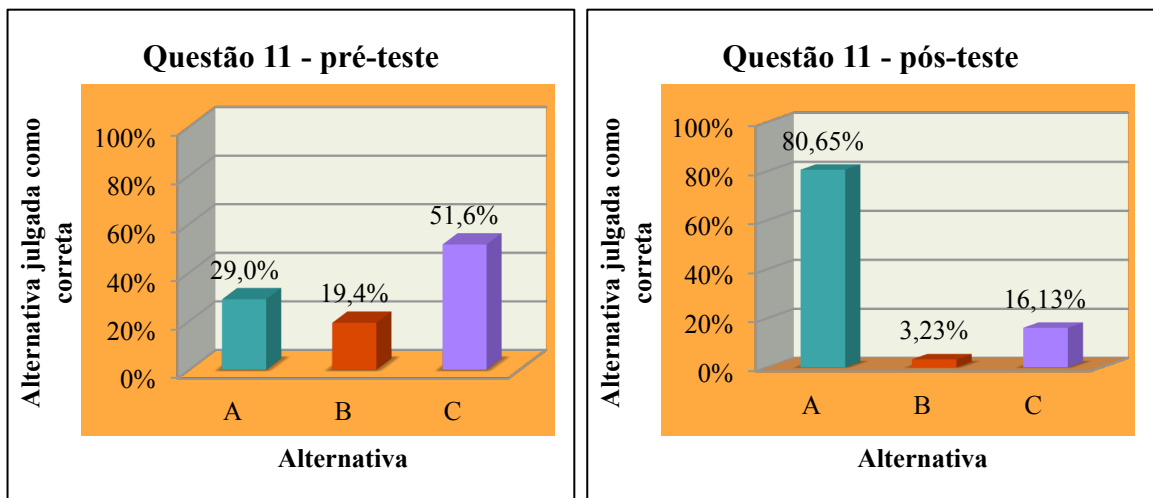 Questão 11 - pré-teste
Alternativa julgada como
correta
100%
80%
60%
40%
20%
0%
29,0%
19,4%
51,6%
A
B
C
Alternativa
Questão 11 - pós-teste
Alternativa julgada como
correta
100%
80%
60%
40%
20%
0%
80,65%
3,23%
16,13%
A
B
C
Alternativa